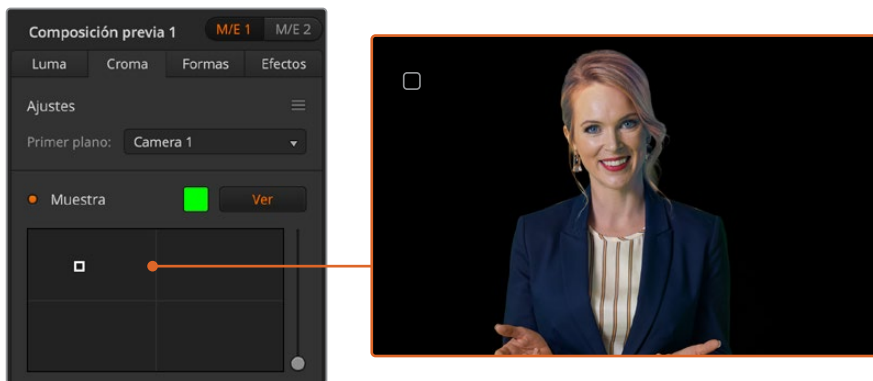 Composición previa 1 M/E 1 M/E 2
Luma Croma Formas Efectos
Ajustes
Primer plano: Camera 1
Muestra Ver